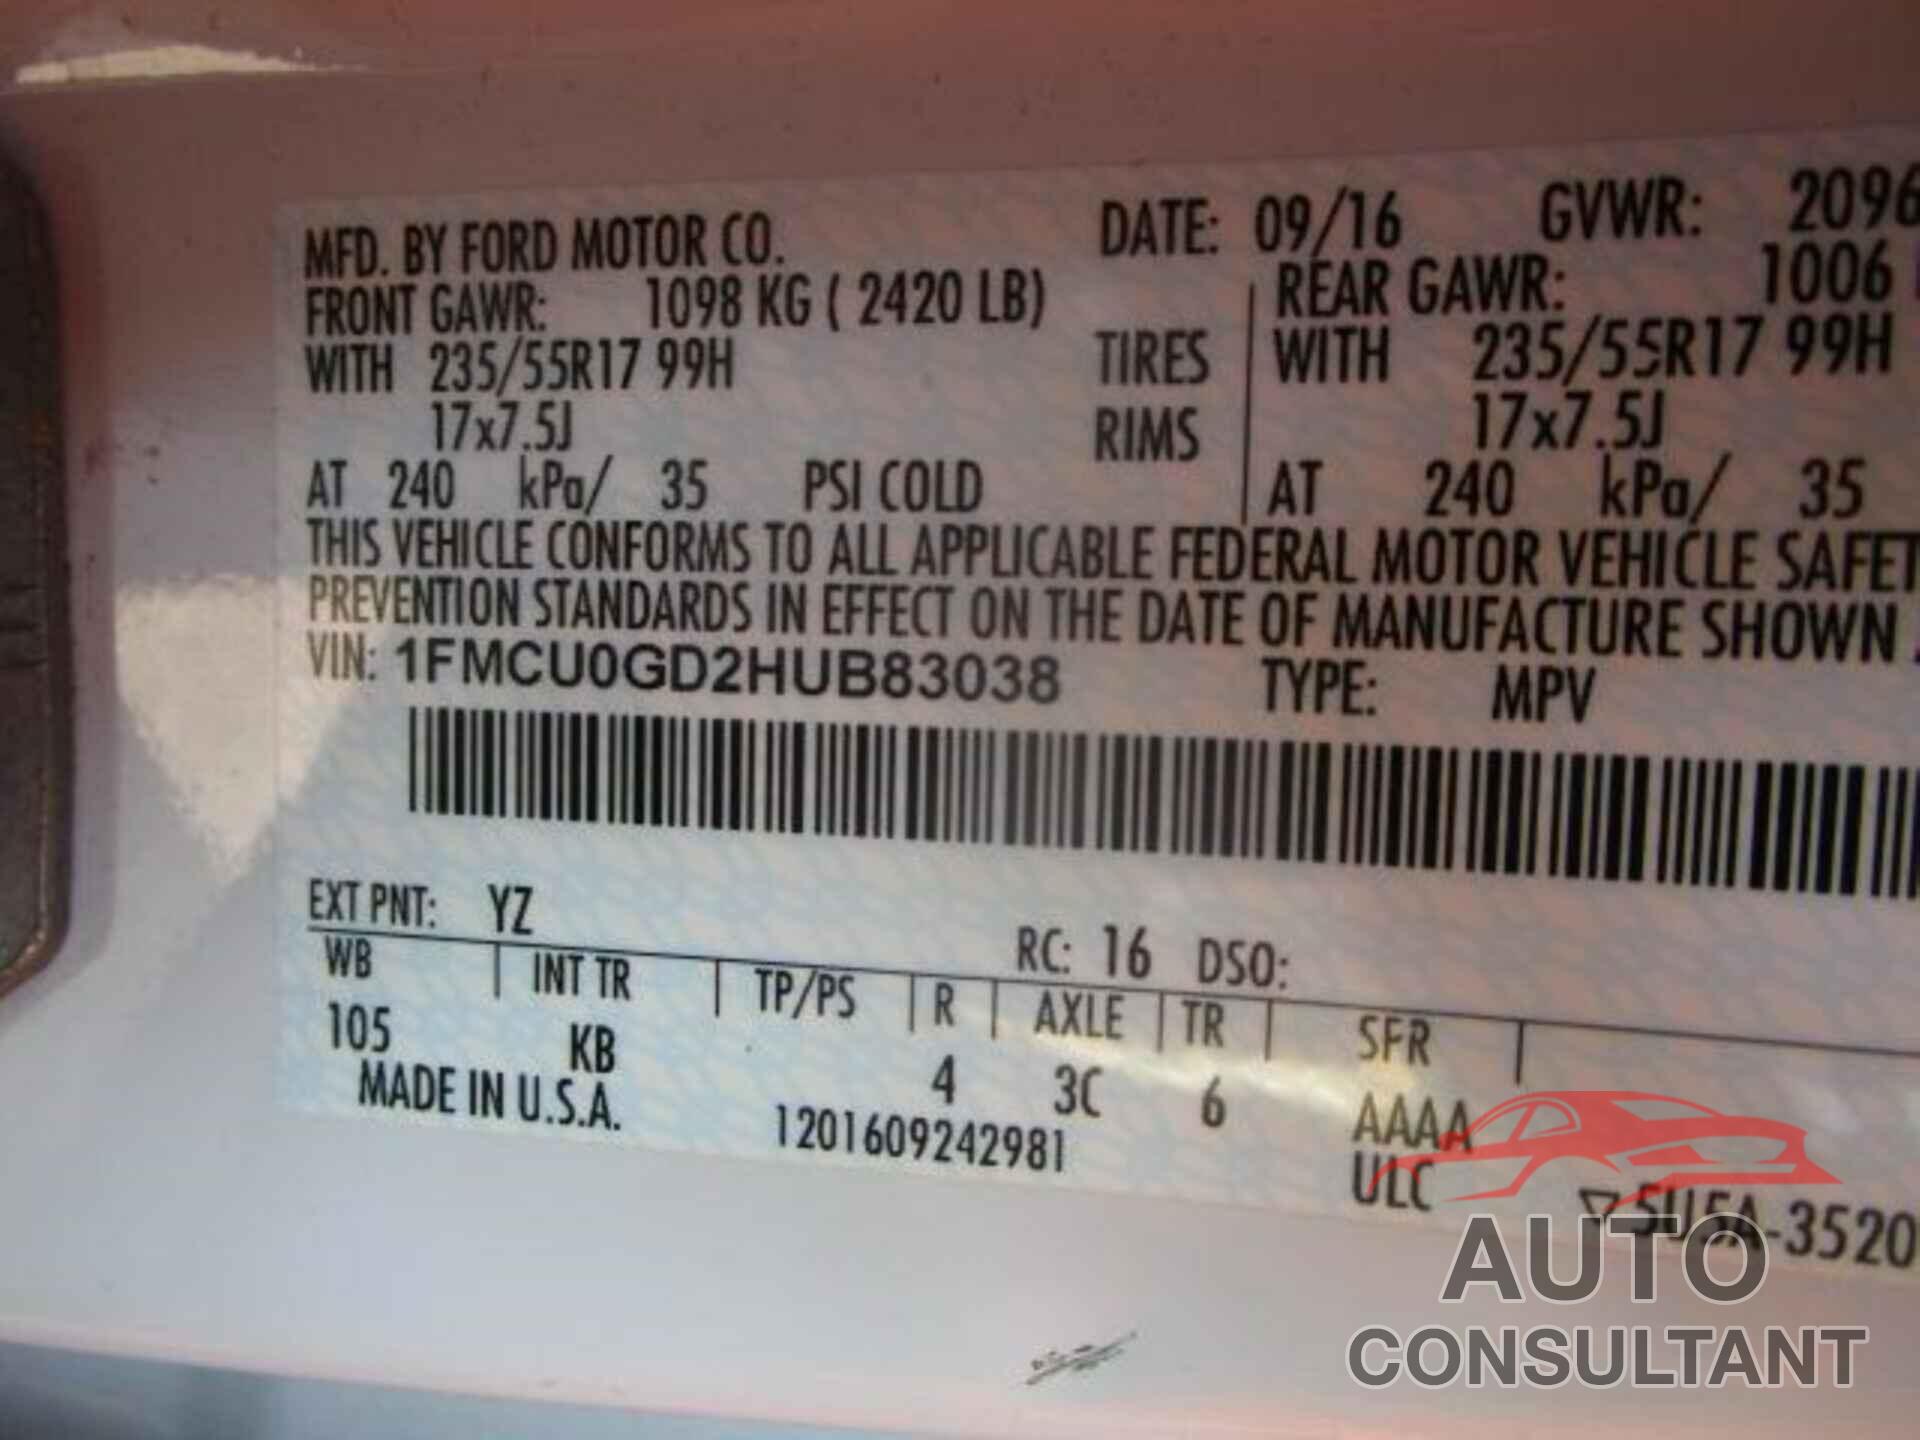 MFD. BY FORD MOTOR CO. DATE: 09/16 GVWR: 2096
FRONT GAWR: 1098 KG ( 2420 LB) REAR GAWR: 1006
WITH 235/55R17 99H TIRES WITH 235/55R17 99H
17x7.5J RIMS 17x7.5J
AT 240 kPa/ 35 PSI COLD AT 240 kPa/ 35
THIS VEHICLE CONFORMS TO ALL APPLICABLE FEDERAL MOTOR VEHICLE SAFET
PREVENTION STANDARDS IN EFFECT ON THE DATE OF MANUFACTURE SHOWN
VIN: 1FMCU0GD2HUB83038 TYPE: MPV
EXT PNT: YZ RC: 16 DSO:
WB INT TR TP/PS R AXLE TR SFR
105 KB 4 3C 6 AAAA
MADE IN U.S.A. 1201609242981 ULC
▽ 5U5A-3520
AUTO
CONSULTANT